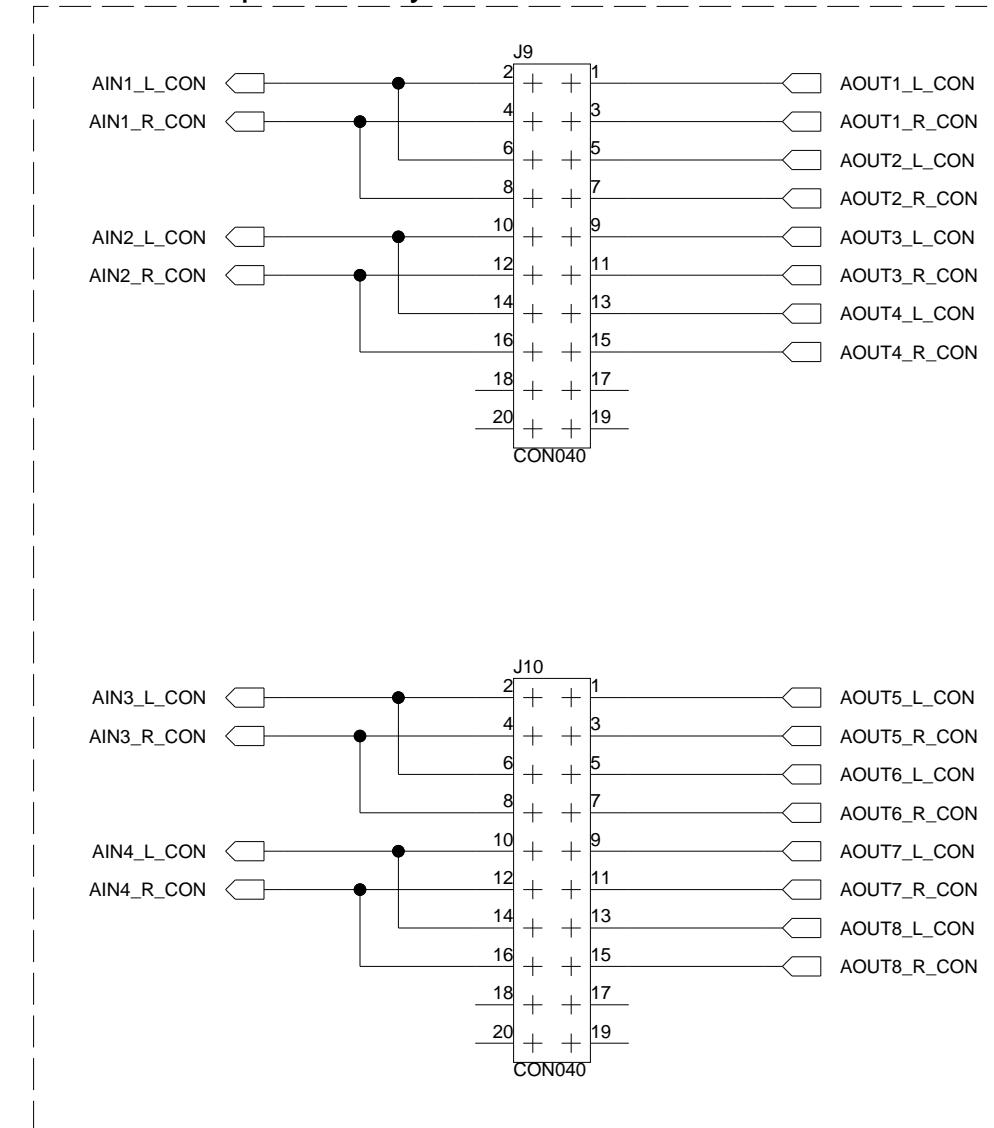 J9
AIN1_L_CON 2 1 AOUT1_L_CON
AIN1_R_CON 4 3 AOUT1_R_CON
6 5 AOUT2_L_CON
8 7 AOUT2_R_CON
AIN2_L_CON 10 9 AOUT3_L_CON
AIN2_R_CON 12 11 AOUT3_R_CON
14 13 AOUT4_L_CON
16 15 AOUT4_R_CON
18 17
20 19
CON040
J10
AIN3_L_CON 2 1 AOUT5_L_CON
AIN3_R_CON 4 3 AOUT5_R_CON
6 5 AOUT6_L_CON
8 7 AOUT6_R_CON
AIN4_L_CON 10 9 AOUT7_L_CON
AIN4_R_CON 12 11 AOUT7_R_CON
14 13 AOUT8_L_CON
16 15 AOUT8_R_CON
18 17
20 19
CON040